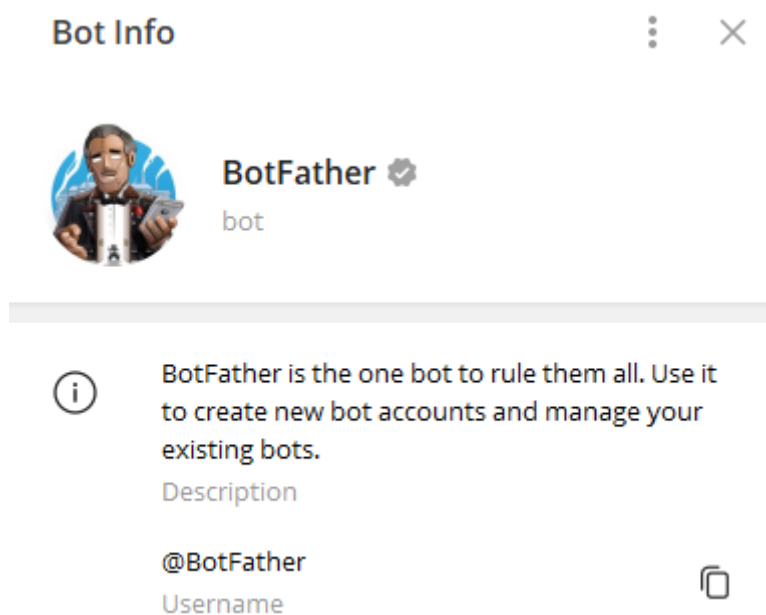 Bot Info
BotFather
bot
BotFather is the one bot to rule them all. Use it
to create new bot accounts and manage your
existing bots.
Description
@BotFather
Username